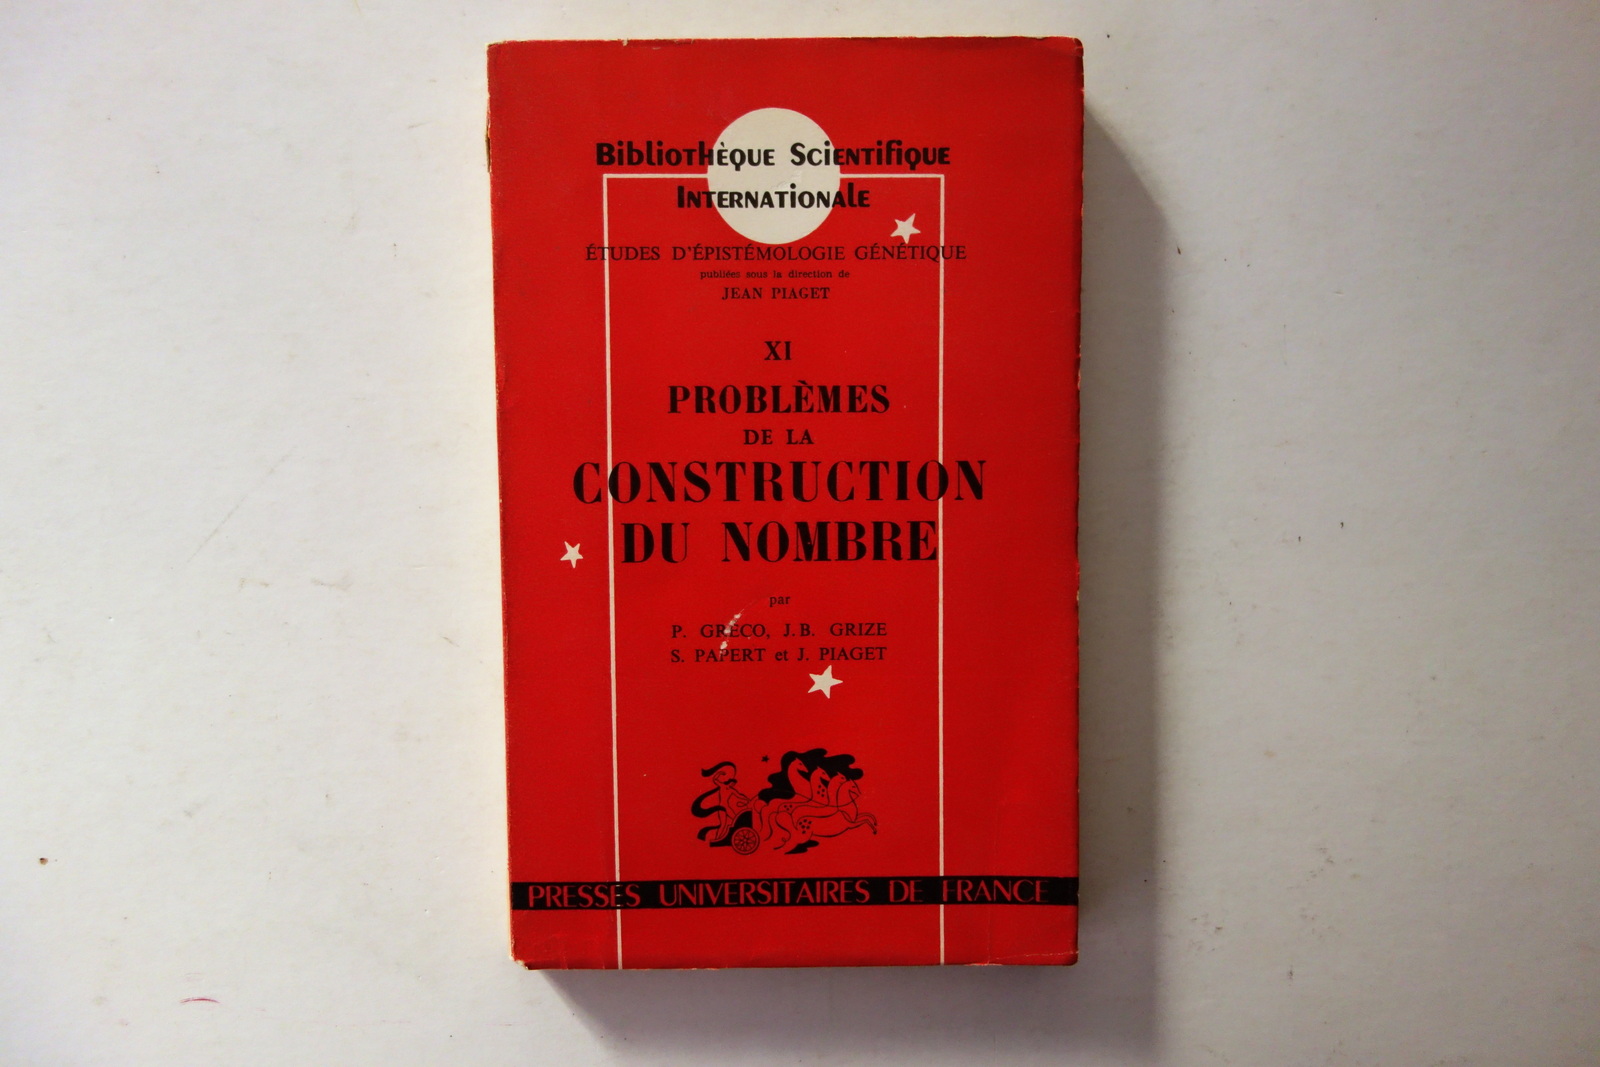 Bibliothèque Scientifique
Internationale
ÉTUDES D'ÉPISTÉMOLOGIE GÉNÉTIQUE
publiées sous la direction de
JEAN PIAGET
XI
PROBLÈMES
DE LA
CONSTRUCTION
DU NOMBRE
par
P. GRÉCO, J. B. GRIZE
S. PAPERT et J. PIAGET
PRESSES UNIVERSITAIRES DE FRANCE